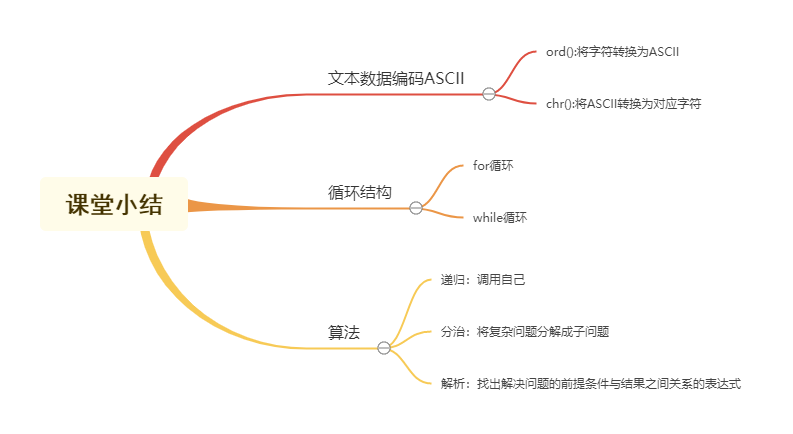 课堂小结
文本数据编码ASCII
ord():将字符转换为ASCII
chr():将ASCII转换为对应字符
循环结构
for循环
while循环
算法
递归：调用自己
分治：将复杂问题分解成子问题
解析：找出解决问题的前提条件与结果之间关系的表达式